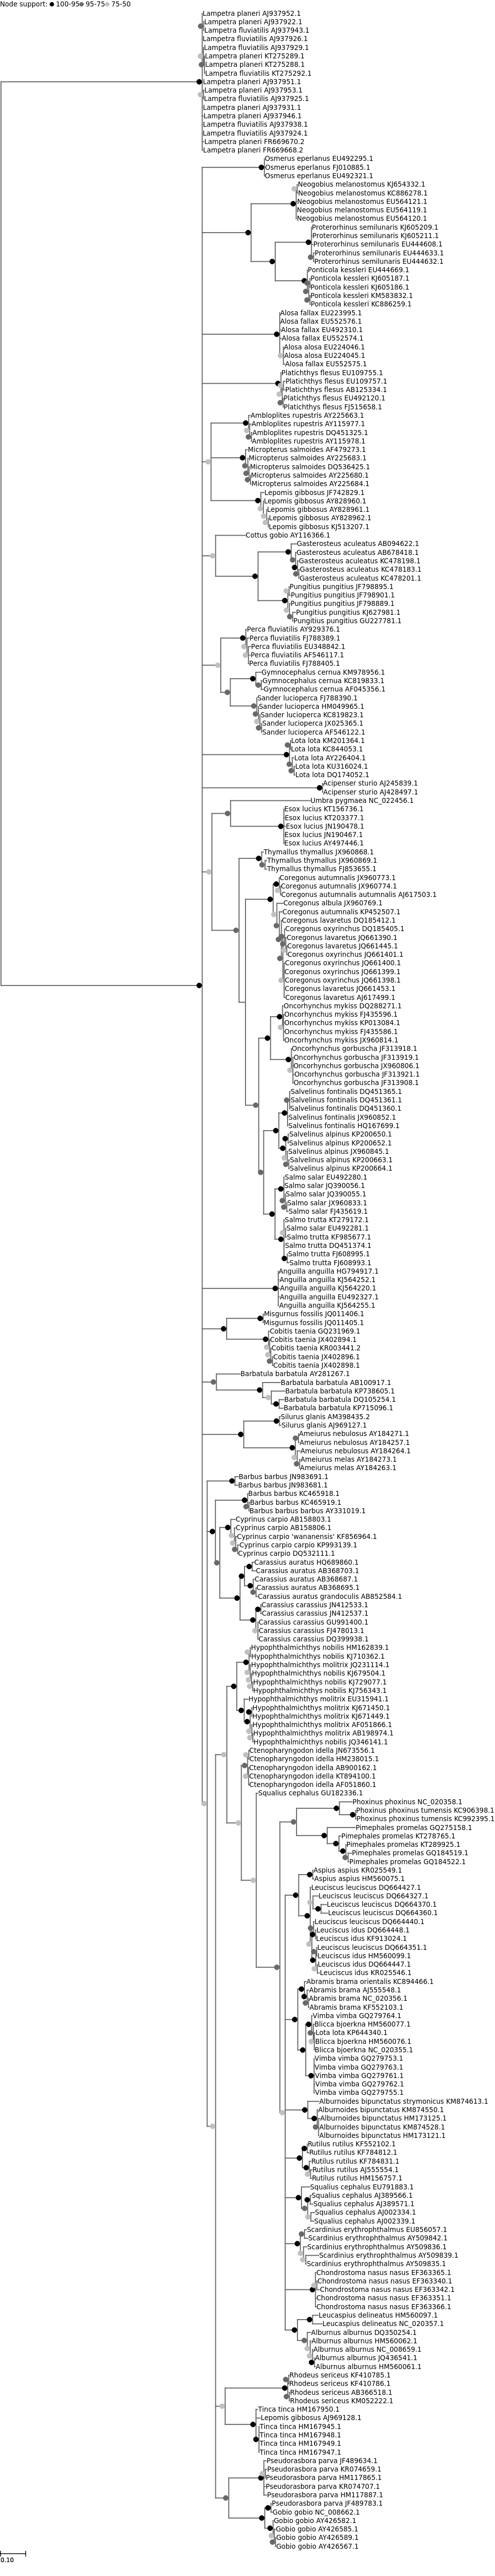 Node support: 100-95 95-75 75-50
Lampetra planeri AJ937952.1
Lampetra planeri AJ937922.1
Lampetra fluviatilis AJ937943.1
Lampetra fluviatilis AJ937926.1
Lampetra fluviatilis AJ937929.1
Lampetra planeri KT275289.1
Lampetra planeri KT275288.1
Lampetra fluviatilis KT275292.1
Lampetra planeri AJ937951.1
Lampetra planeri AJ937953.1
Lampetra fluviatilis AJ937925.1
Lampetra planeri AJ937931.1
Lampetra planeri AJ937946.1
Lampetra fluviatilis AJ937938.1
Lampetra fluviatilis AJ937924.1
Lampetra planeri FR669670.2
Lampetra planeri FR669668.2
Osmerus eperlanus EU492295.1
Osmerus eperlanus FJ010885.1
Osmerus eperlanus EU492321.1
Neogobius melanostomus KJ654332.1
Neogobius melanostomus KC886278.1
Neogobius melanostomus EU564121.1
Neogobius melanostomus EU564119.1
Neogobius melanostomus EU564120.1
Proterorhinus semilunaris KJ605209.1
Proterorhinus semilunaris KJ605211.1
Proterorhinus semilunaris EU444608.1
Proterorhinus semilunaris EU444633.1
Proterorhinus semilunaris EU444632.1
Ponticola kessleri EU444669.1
Ponticola kessleri KJ605187.1
Ponticola kessleri KJ605186.1
Ponticola kessleri KM583832.1
Ponticola kessleri KC886259.1
Alosa fallax EU223995.1
Alosa fallax EU552576.1
Alosa fallax EU492310.1
Alosa fallax EU552574.1
Alosa alosa EU224046.1
Alosa alosa EU224045.1
Alosa fallax EU552575.1
Platichthys flesus EU109755.1
Platichthys flesus EU109757.1
Platichthys flesus AB125334.1
Platichthys flesus EU492120.1
Platichthys flesus FJ515658.1
Ambloplites rupestris AY225663.1
Ambloplites rupestris AY115977.1
Ambloplites rupestris DQ451325.1
Ambloplites rupestris AY115978.1
Micropterus salmoides AF479273.1
Micropterus salmoides AY225683.1
Micropterus salmoides DQ536425.1
Micropterus salmoides AY225680.1
Micropterus salmoides AY225684.1
Lepomis gibbosus JF742829.1
Lepomis gibbosus AY828960.1
Lepomis gibbosus AY828961.1
Lepomis gibbosus AY828962.1
Lepomis gibbosus KJ513207.1
Cottus gobio AY116366.1
Gasterosteus aculeatus AB094622.1
Gasterosteus aculeatus AB678418.1
Gasterosteus aculeatus KC478198.1
Gasterosteus aculeatus KC478183.1
Gasterosteus aculeatus KC478201.1
Pungitius pungitius JF798895.1
Pungitius pungitius JF798901.1
Pungitius pungitius JF798889.1
Pungitius pungitius KJ627981.1
Pungitius pungitius GU227781.1
Perca fluviatilis AY929376.1
Perca fluviatilis FJ788389.1
Perca fluviatilis EU348842.1
Perca fluviatilis AF546117.1
Perca fluviatilis FJ788405.1
Gymnocephalus cernua KM978956.1
Gymnocephalus cernua KC819833.1
Gymnocephalus cernua AF045356.1
Sander lucioperca FJ788390.1
Sander lucioperca HM049965.1
Sander lucioperca KC819823.1
Sander lucioperca JX025365.1
Sander lucioperca AF546122.1
Lota lota KM201364.1
Lota lota KC844053.1
Lota lota AY226404.1
Lota lota KU316024.1
Lota lota DQ174052.1
Acipenser sturio AJ245839.1
Acipenser sturio AJ428497.1
Umbra pygmaea NC_022456.1
Esox lucius KT156736.1
Esox lucius KT203377.1
Esox lucius JN190478.1
Esox lucius JN190467.1
Esox lucius AY497446.1
Thymallus thymallus JX960868.1
Thymallus thymallus JX960869.1
Thymallus thymallus FJ853655.1
Coregonus autumnalis JX960773.1
Coregonus autumnalis JX960774.1
Coregonus autumnalis autumnalis AJ617503.1
Coregonus albula JX960769.1
Coregonus autumnalis KP452507.1
Coregonus lavaretus DQ185412.1
Coregonus oxyrinchus DQ185405.1
Coregonus lavaretus JQ661390.1
Coregonus lavaretus JQ661445.1
Coregonus oxyrinchus JQ661401.1
Coregonus oxyrinchus JQ661400.1
Coregonus oxyrinchus JQ661399.1
Coregonus oxyrinchus JQ661398.1
Coregonus lavaretus JQ661453.1
Coregonus lavaretus AJ617499.1
Oncorhynchus mykiss DQ288271.1
Oncorhynchus mykiss FJ435596.1
Oncorhynchus mykiss KP013084.1
Oncorhynchus mykiss FJ435586.1
Oncorhynchus mykiss JX960814.1
Oncorhynchus gorbuscha JF313918.1
Oncorhynchus gorbuscha JF313919.1
Oncorhynchus gorbuscha JX960806.1
Oncorhynchus gorbuscha JF313921.1
Oncorhynchus gorbuscha JF313908.1
Salvelinus fontinalis DQ451365.1
Salvelinus fontinalis DQ451361.1
Salvelinus fontinalis DQ451360.1
Salvelinus fontinalis JX960852.1
Salvelinus fontinalis HQ167699.1
Salvelinus alpinus KP200650.1
Salvelinus alpinus KP200652.1
Salvelinus alpinus JX960845.1
Salvelinus alpinus KP200663.1
Salvelinus alpinus KP200664.1
Salmo salar EU492280.1
Salmo salar JQ390056.1
Salmo salar JQ390055.1
Salmo salar JX960833.1
Salmo salar FJ435619.1
Salmo trutta KT279172.1
Salmo salar EU492281.1
Salmo trutta KF985677.1
Salmo trutta DQ451374.1
Salmo trutta FJ608995.1
Salmo trutta FJ608993.1
Anguilla anguilla HG794917.1
Anguilla anguilla KJ564252.1
Anguilla anguilla KJ564220.1
Anguilla anguilla EU492327.1
Anguilla anguilla KJ564255.1
Misgurnus fossilis JQ011406.1
Misgurnus fossilis JQ011405.1
Cobitis taenia GQ231969.1
Cobitis taenia JX402894.1
Cobitis taenia KR003441.2
Cobitis taenia JX402896.1
Cobitis taenia JX402898.1
Barbatula barbatula AY281267.1
Barbatula barbatula AB100917.1
Barbatula barbatula KP738605.1
Barbatula barbatula DQ105254.1
Barbatula barbatula KP715096.1
Silurus glanis AM398435.2
Silurus glanis AJ969127.1
Ameiurus nebulosus AY184271.1
Ameiurus nebulosus AY184257.1
Ameiurus nebulosus AY184264.1
Ameiurus melas AY184273.1
Ameiurus melas AY184263.1
Barbus barbus JN983691.1
Barbus barbus JN983681.1
Barbus barbus KC465918.1
Barbus barbus KC465919.1
Barbus barbus barbus AY331019.1
Cyprinus carpio AB158803.1
Cyprinus carpio AB158806.1
Cyprinus carpio 'wananensis' KF856964.1
Cyprinus carpio carpio KP993139.1
Cyprinus carpio DQ532111.1
Carassius auratus HQ689860.1
Carassius auratus AB368703.1
Carassius auratus AB368687.1
Carassius auratus AB368695.1
Carassius auratus grandoculis AB852584.1
Carassius carassius JN412533.1
Carassius carassius JN412537.1
Carassius carassius GU991400.1
Carassius carassius FJ478013.1
Carassius carassius DQ399938.1
Hypophthalmichthys nobilis HM162839.1
Hypophthalmichthys nobilis KJ710362.1
Hypophthalmichthys molitrix JQ231114.1
Hypophthalmichthys nobilis KJ679504.1
Hypophthalmichthys nobilis KJ729077.1
Hypophthalmichthys nobilis KJ756343.1
Hypophthalmichthys molitrix EU315941.1
Hypophthalmichthys molitrix KJ671450.1
Hypophthalmichthys molitrix KJ671449.1
Hypophthalmichthys molitrix AF051866.1
Hypophthalmichthys molitrix AB198974.1
Hypophthalmichthys nobilis JQ346141.1
Ctenopharyngodon idella JN673556.1
Ctenopharyngodon idella HM238015.1
Ctenopharyngodon idella AB900162.1
Ctenopharyngodon idella KT894100.1
Ctenopharyngodon idella AF051860.1
Squalius cephalus GU182336.1
Phoxinus phoxinus NC_020358.1
Phoxinus phoxinus tumensis KC906398.1
Phoxinus phoxinus tumensis KC992395.1
Pimephales promelas GQ275158.1
Pimephales promelas KT278765.1
Pimephales promelas KT289925.1
Pimephales promelas GQ184519.1
Pimephales promelas GQ184522.1
Aspius aspius KR025549.1
Aspius aspius HM560075.1
Leuciscus leuciscus DQ664427.1
Leuciscus leuciscus DQ664327.1
Leuciscus leuciscus DQ664370.1
Leuciscus leuciscus DQ664360.1
Leuciscus leuciscus DQ664440.1
Leuciscus idus DQ664448.1
Leuciscus idus KF913024.1
Leuciscus leuciscus DQ664351.1
Leuciscus idus HM560099.1
Leuciscus idus DQ664447.1
Leuciscus idus KR025546.1
Abramis brama orientalis KC894466.1
Abramis brama AJ555548.1
Abramis brama NC_020356.1
Abramis brama KF552103.1
Vimba vimba GQ279764.1
Blicca bjoerkna HM560077.1
Lota lota KP644340.1
Blicca bjoerkna HM560076.1
Blicca bjoerkna NC_020355.1
Vimba vimba GQ279753.1
Vimba vimba GQ279763.1
Vimba vimba GQ279761.1
Vimba vimba GQ279762.1
Vimba vimba GQ279755.1
Alburnoides bipunctatus strymonicus KM874613.1
Alburnoides bipunctatus KM874550.1
Alburnoides bipunctatus HM173125.1
Alburnoides bipunctatus KM874528.1
Alburnoides bipunctatus HM173121.1
Rutilus rutilus KF552102.1
Rutilus rutilus KF784812.1
Rutilus rutilus KF784831.1
Rutilus rutilus AJ555554.1
Rutilus rutilus HM156757.1
Squalius cephalus EU791883.1
Squalius cephalus AJ389566.1
Squalius cephalus AJ389571.1
Squalius cephalus AJ002334.1
Squalius cephalus AJ002339.1
Scardinius erythrophthalmus EU856057.1
Scardinius erythrophthalmus AY509842.1
Scardinius erythrophthalmus AY509836.1
Scardinius erythrophthalmus AY509839.1
Scardinius erythrophthalmus AY509835.1
Chondrostoma nasus nasus EF363365.1
Chondrostoma nasus nasus EF363340.1
Chondrostoma nasus nasus EF363342.1
Chondrostoma nasus nasus EF363351.1
Chondrostoma nasus nasus EF363366.1
Leucaspius delineatus HM560097.1
Leucaspius delineatus NC_020357.1
Alburnus alburnus DQ350254.1
Alburnus alburnus HM560062.1
Alburnus alburnus NC_008659.1
Alburnus alburnus JQ436541.1
Alburnus alburnus HM560061.1
Rhodeus sericeus KF410785.1
Rhodeus sericeus KF410786.1
Rhodeus sericeus AB366518.1
Rhodeus sericeus KM052222.1
Tinca tinca HM167950.1
Lepomis gibbosus AJ969128.1
Tinca tinca HM167945.1
Tinca tinca HM167948.1
Tinca tinca HM167949.1
Tinca tinca HM167947.1
Pseudorasbora parva JF489634.1
Pseudorasbora parva KR074659.1
Pseudorasbora parva HM117865.1
Pseudorasbora parva KR074707.1
Pseudorasbora parva HM117887.1
Pseudorasbora parva JF489783.1
Gobio gobio NC_008662.1
Gobio gobio AY426582.1
Gobio gobio AY426585.1
Gobio gobio AY426589.1
Gobio gobio AY426567.1
0.10